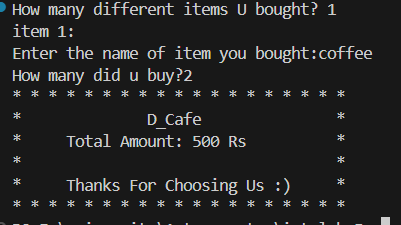 How many different items U bought? 1
item 1:
Enter the name of item you bought:coffee
How many did u buy?2
* * * * * * * * * * * * * * * * * * *
* D_Cafe *
* Total Amount: 500 Rs *
* *
* Thanks For Choosing Us :) *
* * * * * * * * * * * * * * * * * * *